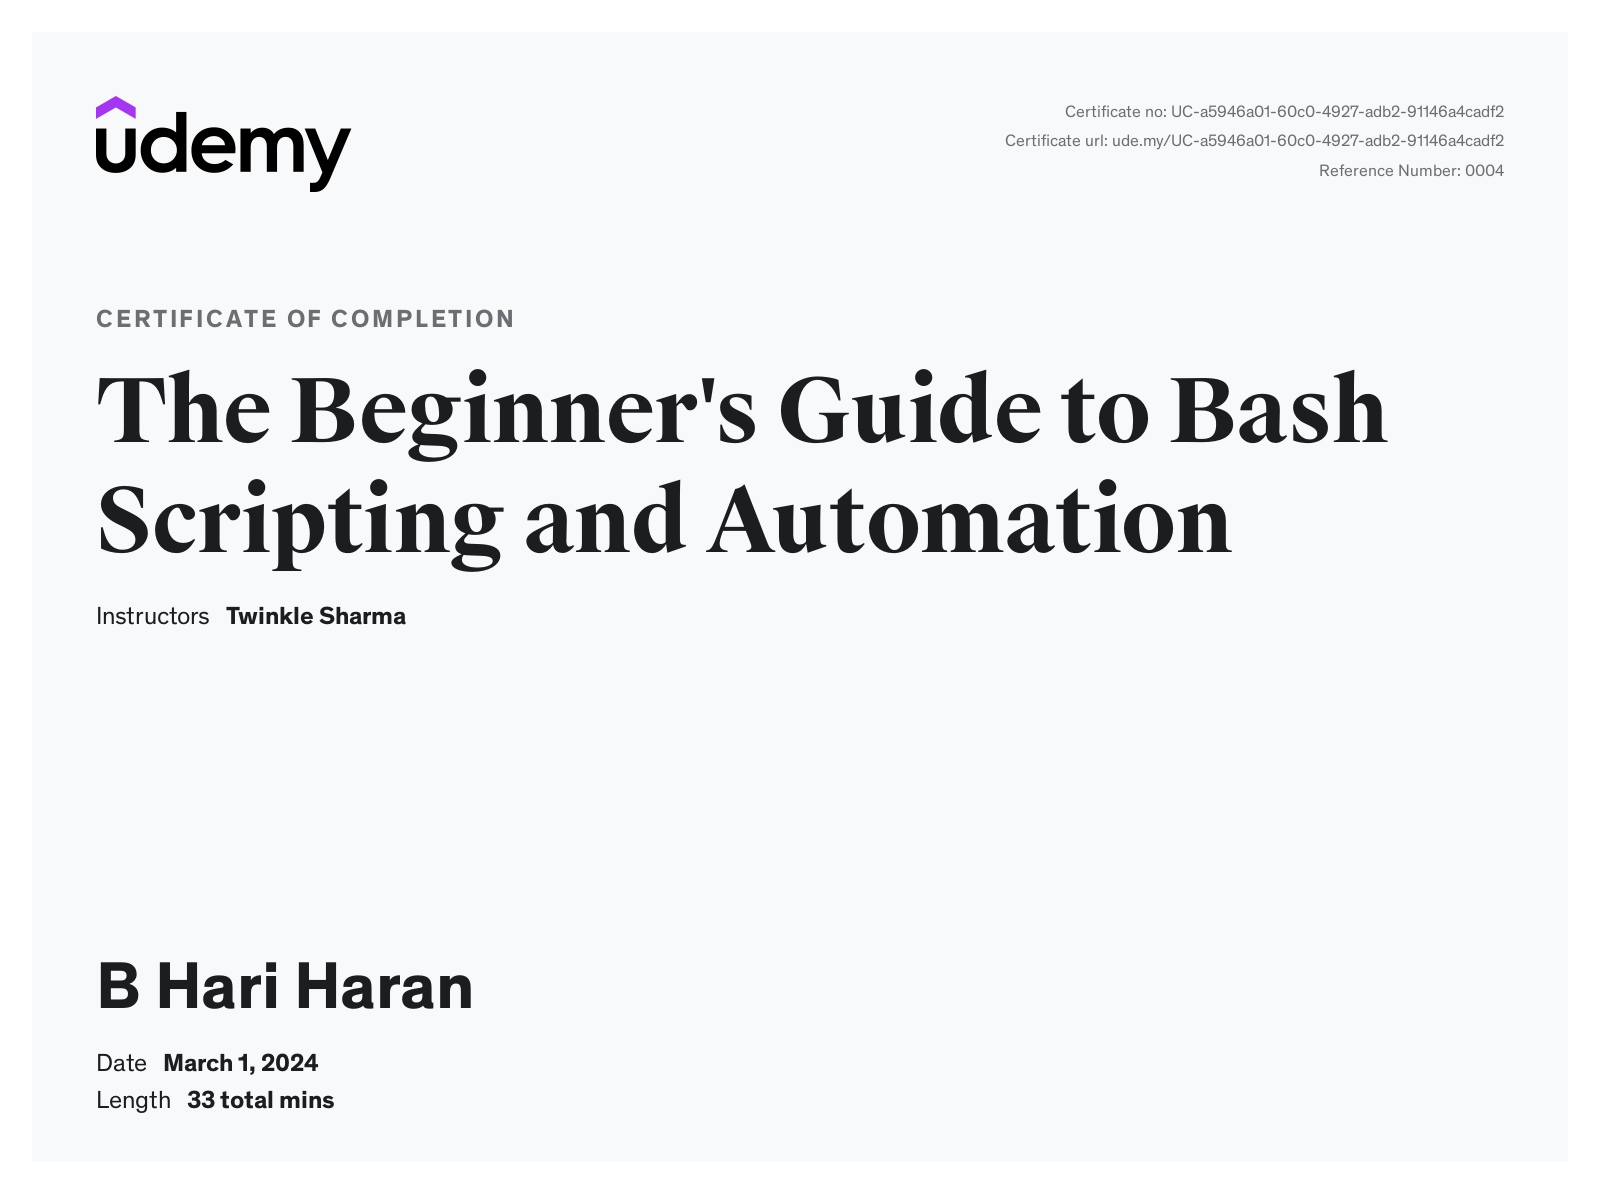 udemy
Certificate no: UC-a5946a01-60c0-4927-adb2-91146a4cadf2
Certificate url: ude.my/UC-a5946a01-60c0-4927-adb2-91146a4cadf2
Reference Number: 0004
CERTIFICATE OF COMPLETION
The Beginner's Guide to Bash
Scripting and Automation
Instructors Twinkle Sharma
B Hari Haran
Date March 1, 2024
Length 33 total mins